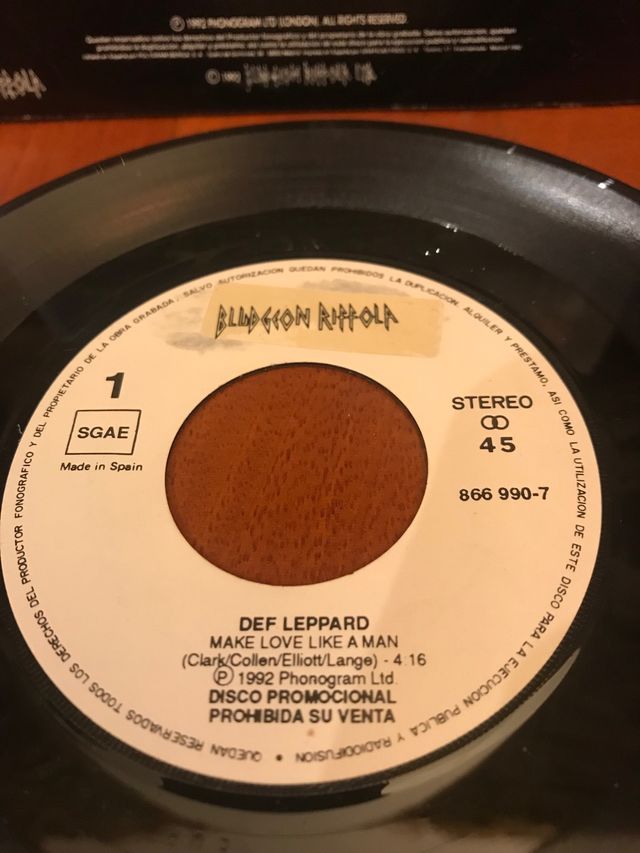 Ⓟ 1992 PHONOGRAM LTD. LONDON. ALL RIGHTS RESERVED
©
BLUDGEON RIFFOLA
1
SGAE
Made in Spain
STEREO
45
866 990-7
DEF LEPPARD
MAKE LOVE LIKE A MAN
(Clark/Collen/Elliott/Lange) - 4:16
Ⓟ 1992 Phonogram Ltd.
DISCO PROMOCIONAL
PROHIBIDA SU VENTA
QUEDAN RESERVADOS TODOS LOS DERECHOS DEL PRODUCTOR FONOGRAFICO Y DEL PROPIETARIO DE LA OBRA GRABADA. SALVO AUTORIZACION QUEDAN PROHIBIDOS LA DUPLICACION, ALQUILER y PRESTAMO, ASI COMO LA UTILIZACION DE ESTE DISCO PARA LA EJECUCION PUBLICA Y RADIODIFUSION •